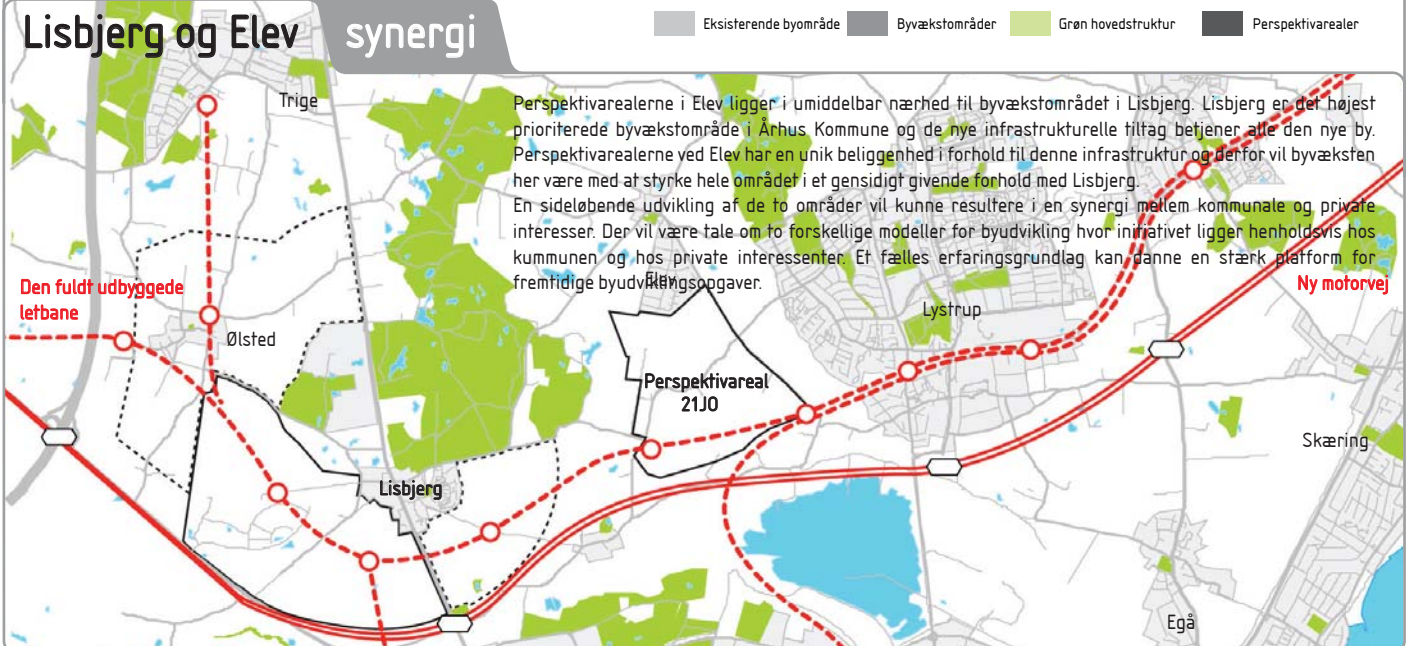 Lisbjerg og Elev synergi
Eksisterende byområde Byvækstområder Grøn hovedstruktur Perspektivarealer
Perspektivarealerne i Elev ligger i umiddelbar nærhed til byvækstområdet i Lisbjerg. Lisbjerg er det højest
prioriterede byvækstområde i Århus Kommune og de nye infrastrukturelle tiltag betjener alle den nye by.
Perspektivarealerne ved Elev har en unik beliggenhed i forhold til denne infrastruktur og derfor vil byvæksten
her være med at styrke hele området i et gensidigt givende forhold med Lisbjerg.
En sideløbende udvikling af de to områder vil kunne resultere i en synergi mellem kommunale og private
interesser. Der vil være tale om to forskellige modeller for byudvikling hvor initiativet ligger henholdsvis hos
kummunen og hos private interessenter. Et fælles erfaringsgrundlag kan danne en stærk platform for
fremtidige byudviklingsopgaver.
Trige
Elev
Den fuldt udbyggede
letbane
Ny motorvej
Lystrup
Ølsted
Perspektivareal
21JO
Skæring
Lisbjerg
Egå